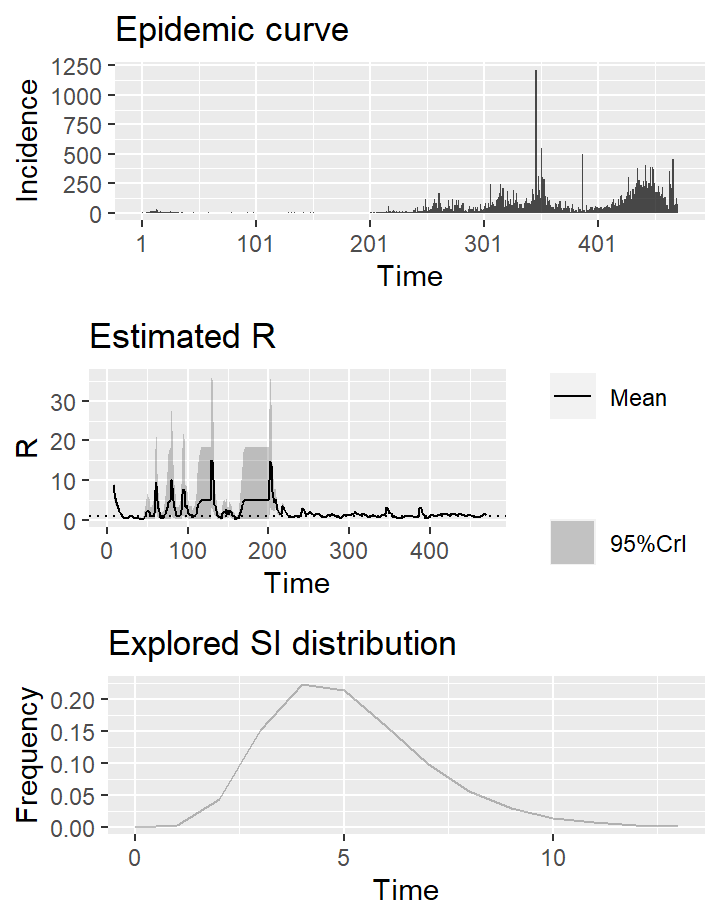 Epidemic curve
1250
1000
750
500
250
0
Incidence
1 101 201 301 401
Time
Estimated R
30
20
10
0
R
0 100 200 300 400
Time
Mean
95%CrI
Explored SI distribution
0.20
0.15
0.10
0.05
0.00
Frequency
0 5 10
Time